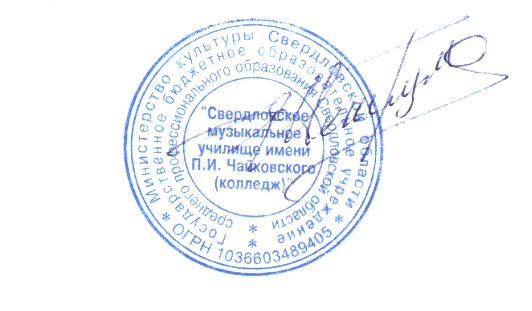 * Министерство культуры Свердловской области *
Государственное бюджетное образовательное учреждение
среднего профессионального образования Свердловской области
"Свердловское
музыкальное
училище имени
П.И. Чайковского
(колледж)"
* ОГРН 1036603489405 *